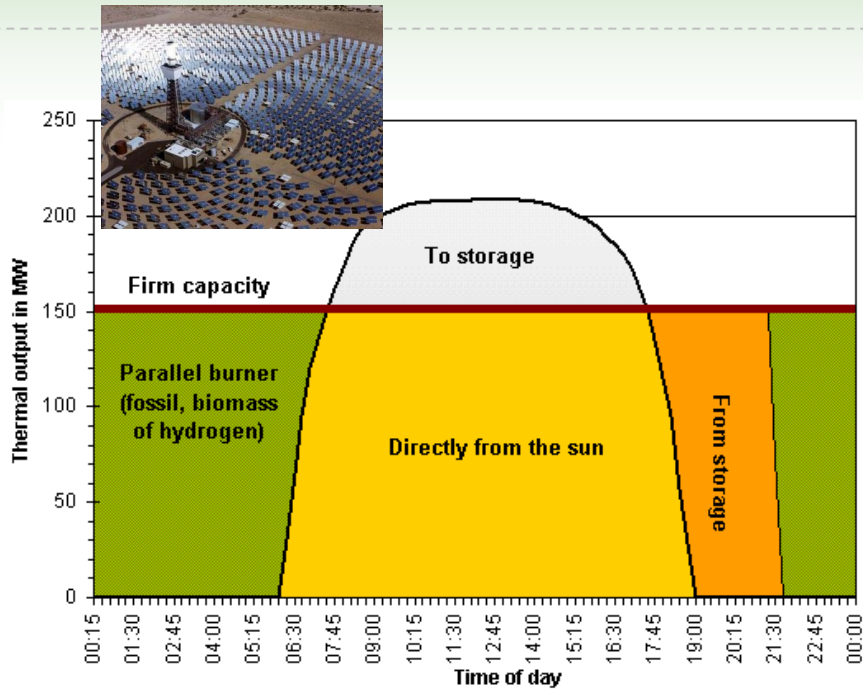 250
200
150
100
50
0
Thermal output in MW
To storage
Firm capacity
Parallel burner
(fossil, biomass
of hydrogen)
Directly from the sun
From storage
00:15
01:30
02:45
04:00
05:15
06:30
07:45
09:00
10:15
11:30
12:45
14:00
15:15
16:30
17:45
19:00
20:15
21:30
22:45
00:00
Time of day